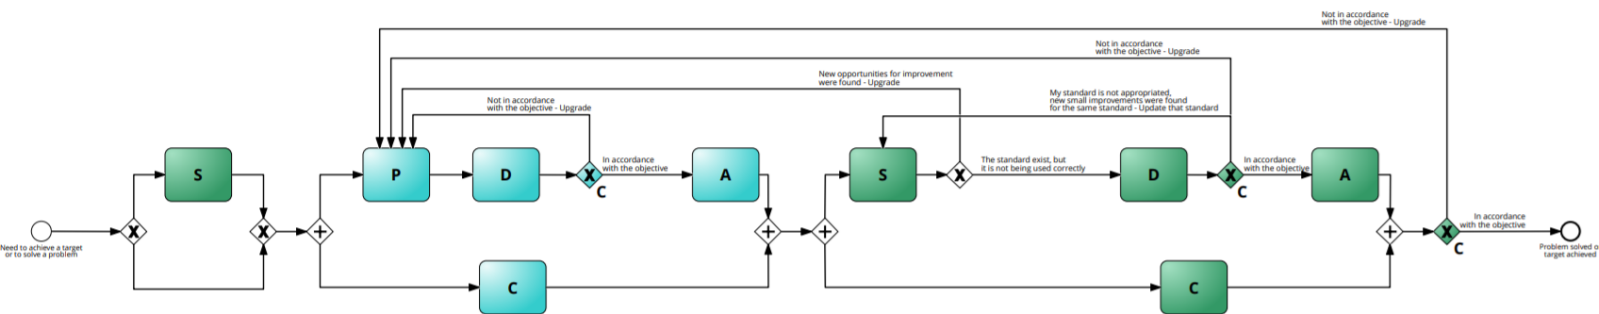 Not in accordance
with the objective - Upgrade
Not in accordance
with the objective - Upgrade
New opportunities for improvement
were found - Upgrade
My standard is not appropriated,
new small improvements were found
for the same standard - Update that standard
Not in accordance
with the objective - Upgrade
S
P
D
X
C
In accordance
with the objective
A
S
X
The standard exist, but
it is not being used correctly
D
X
C
In accordance
with the objective
A
Need to achieve a target
or to solve a problem
X
X
+
+
+
+
X
C
In accordance
with the objective
Problem solved o
target achieved
C
C